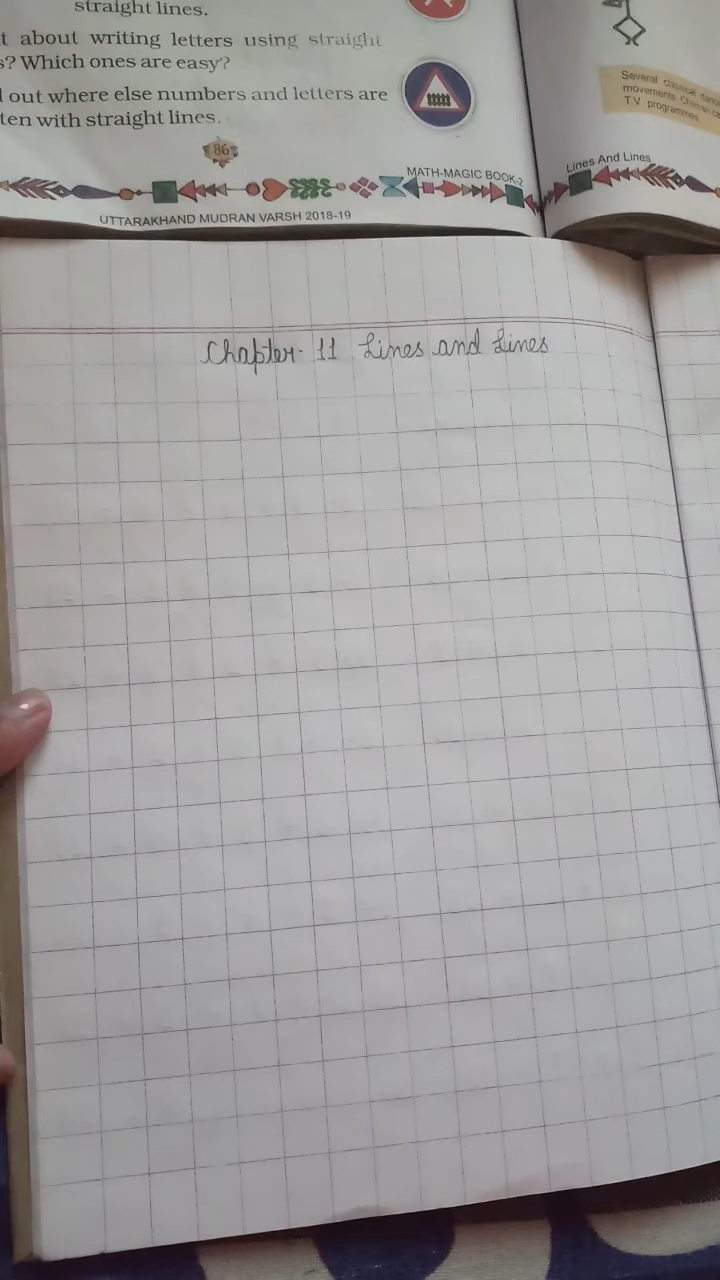 straight lines.
t about writing letters using straight
s? Which ones are easy?
out where else numbers and letters are
ten with straight lines.
86
MATH-MAGIC BOOK-2
UTTARAKHAND MUDRAN VARSH 2018-19
Several classical
movements.
T.V. programmes
Lines And Lines
Chapter- 11 Lines and Lines